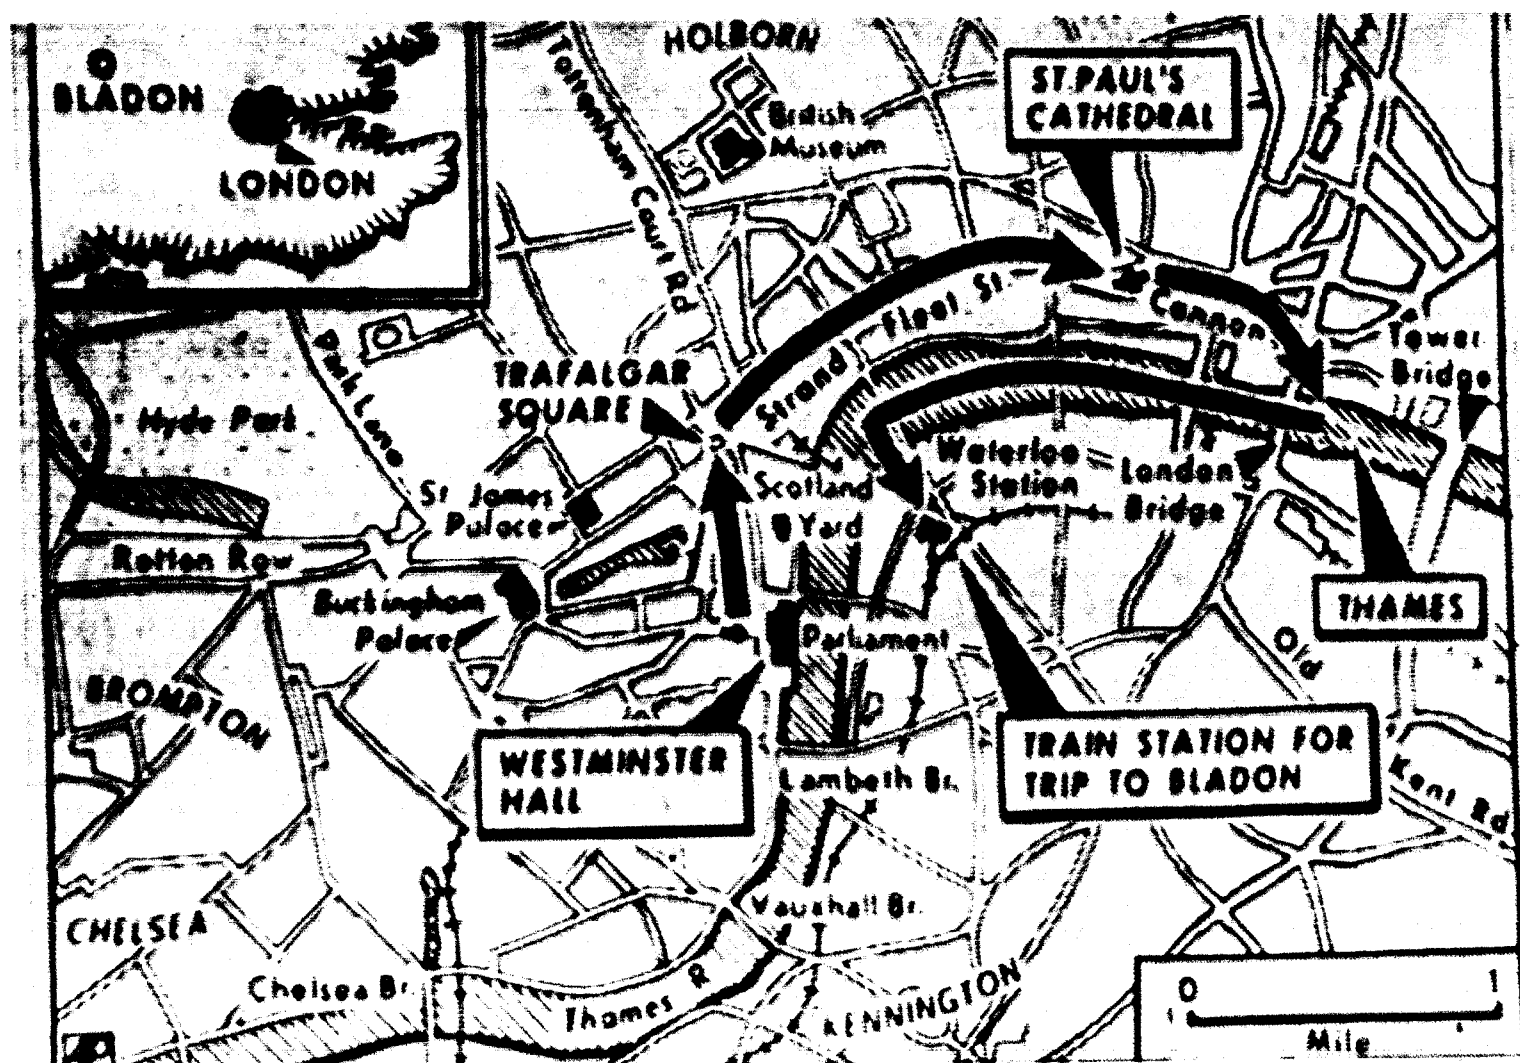 HOLBORN
BLADON
LONDON
Tottenham Court Rd
British
Museum
ST. PAUL'S
CATHEDRAL
Park Lane
Hyde Park
TRAFALGAR
SQUARE
Strand
Fleet St.
Cannon
Tower
Bridge
St James
Palace
Scotland
Yard
Waterloo
Station
London
Bridge
Rotten Row
Buckingham
Palace
Parliament
THAMES
BROMPTON
WESTMINSTER
HALL
Lambeth Br.
TRAIN STATION FOR
TRIP TO BLADON
Old
Kent Rd
CHELSEA
Vauxhall Br.
Chelsea Br.
Thames R
KENNINGTON
0 1
Mile